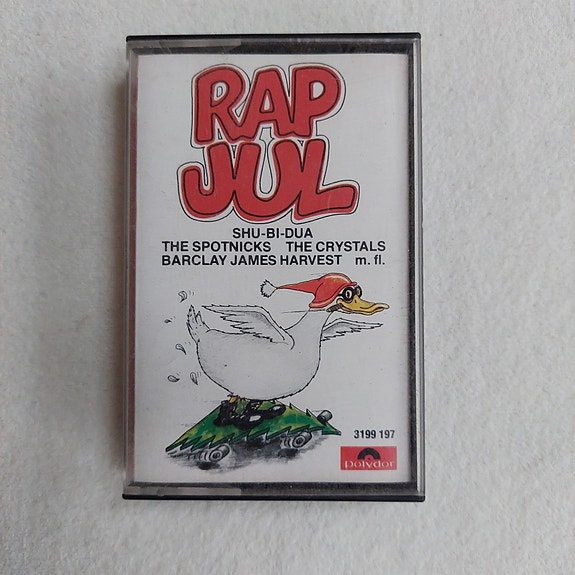 RAP
JUL
SHU-BI-DUA
THE SPOTNICKS THE CRYSTALS
BARCLAY JAMES HARVEST m. fl.
3199 197
Polydor